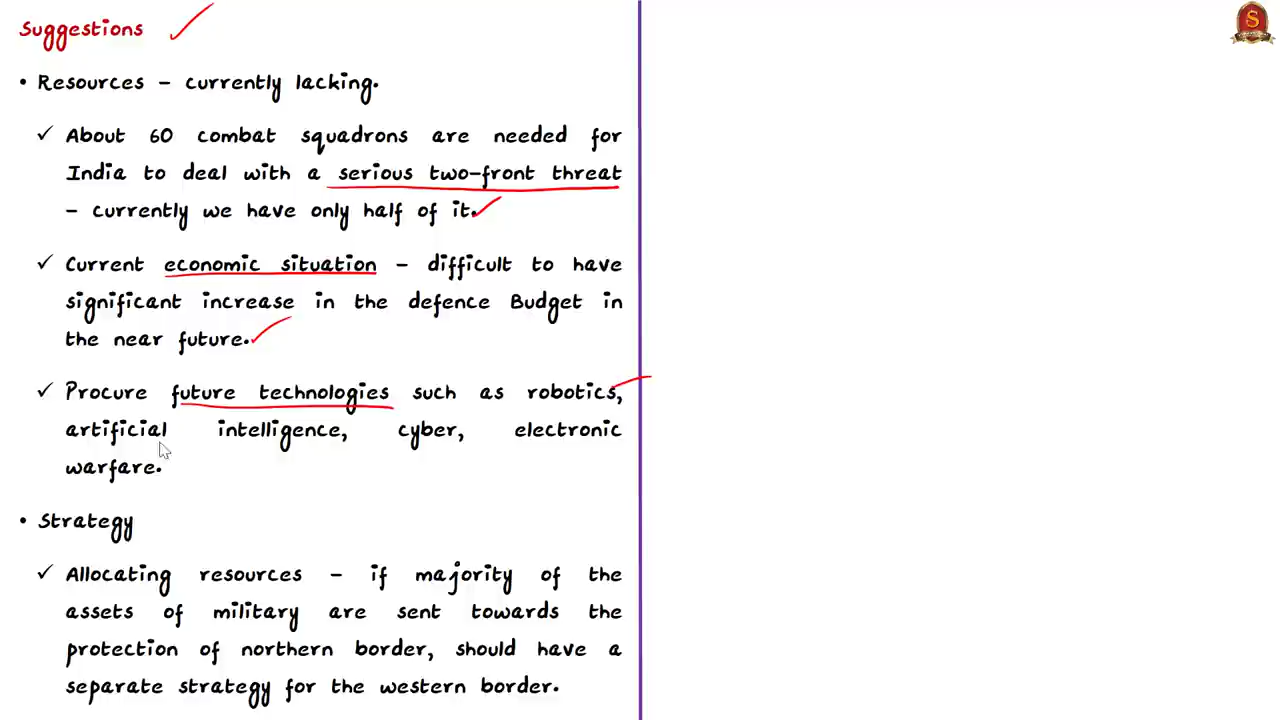 Suggestions
• Resources – currently lacking.
✓ About 60 combat squadrons are needed for
India to deal with a serious two-front threat
– currently we have only half of it.
✓ Current economic situation – difficult to have
significant increase in the defence Budget in
the near future.
✓ Procure future technologies such as robotics,
artificial intelligence, cyber, electronic
warfare.
• Strategy
✓ Allocating resources – if majority of the
assets of military are sent towards the
protection of northern border, should have a
separate strategy for the western border.
S